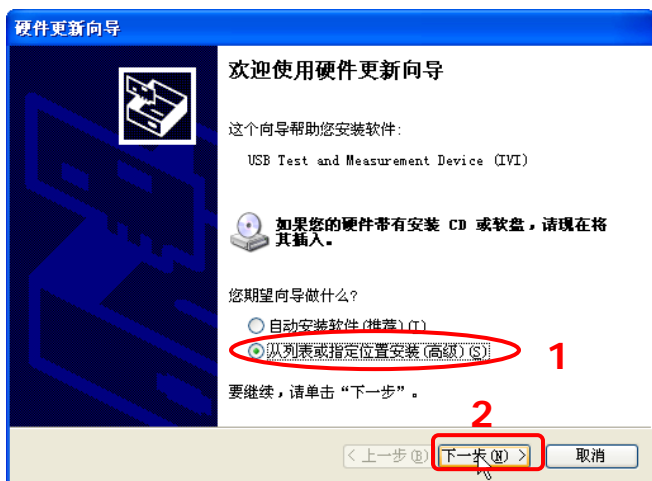 硬件更新向导
欢迎使用硬件更新向导
这个向导帮助您安装软件:
USB Test and Measurement Device (IVI)
如果您的硬件带有安装 CD 或软盘，请现在将
其插入。
您期望向导做什么?
自动安装软件(推荐)(I)
从列表或指定位置安装(高级)(S)
1
要继续，请单击“下一步”。
2
< 上一步(B)
下一步(N) >
取消